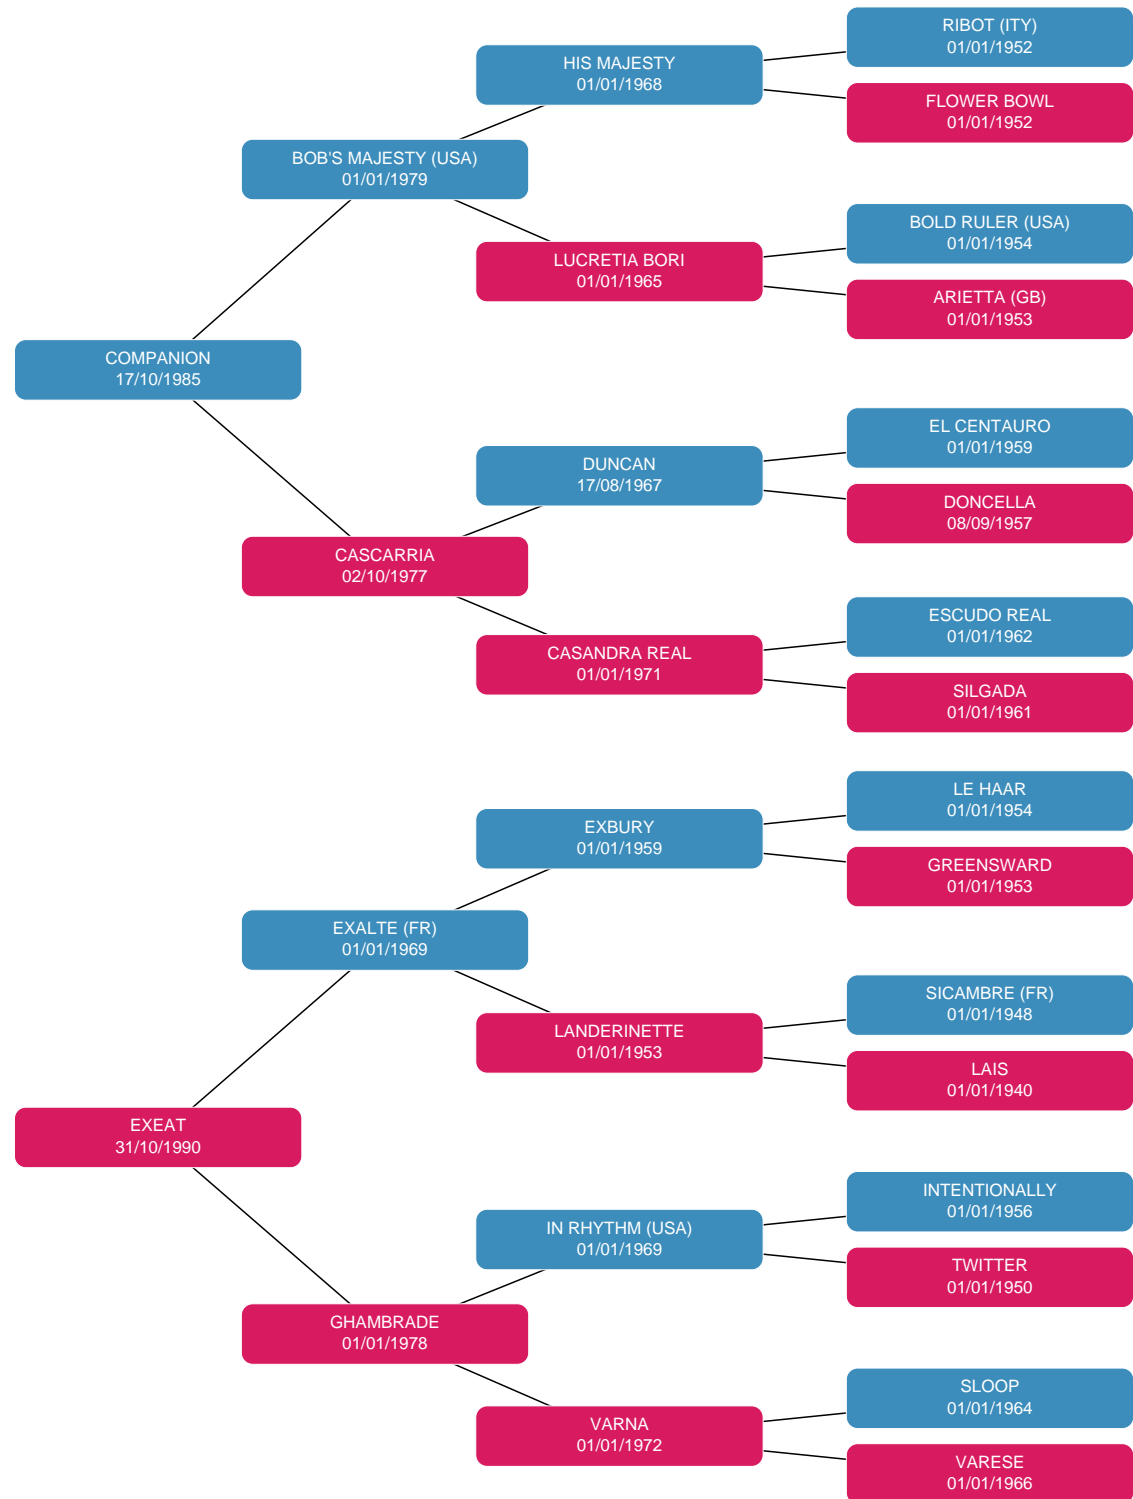 RIBOT (ITY)
01/01/1952
HIS MAJESTY
01/01/1968
FLOWER BOWL
01/01/1952
BOB'S MAJESTY (USA)
01/01/1979
BOLD RULER (USA)
01/01/1954
LUCRETIA BORI
01/01/1965
ARIETTA (GB)
01/01/1953
COMPANION
17/10/1985
EL CENTAURO
01/01/1959
DUNCAN
17/08/1967
DONCELLA
08/09/1957
CASCARRIA
02/10/1977
ESCUDO REAL
01/01/1962
CASANDRA REAL
01/01/1971
SILGADA
01/01/1961
LE HAAR
01/01/1954
EXBURY
01/01/1959
GREENSWARD
01/01/1953
EXALTE (FR)
01/01/1969
SICAMBRE (FR)
01/01/1948
LANDERINETTE
01/01/1953
LAIS
01/01/1940
EXEAT
31/10/1990
INTENTIONALLY
01/01/1956
IN RHYTHM (USA)
01/01/1969
TWITTER
01/01/1950
GHAMBRADE
01/01/1978
SLOOP
01/01/1964
VARNA
01/01/1972
VARESE
01/01/1966